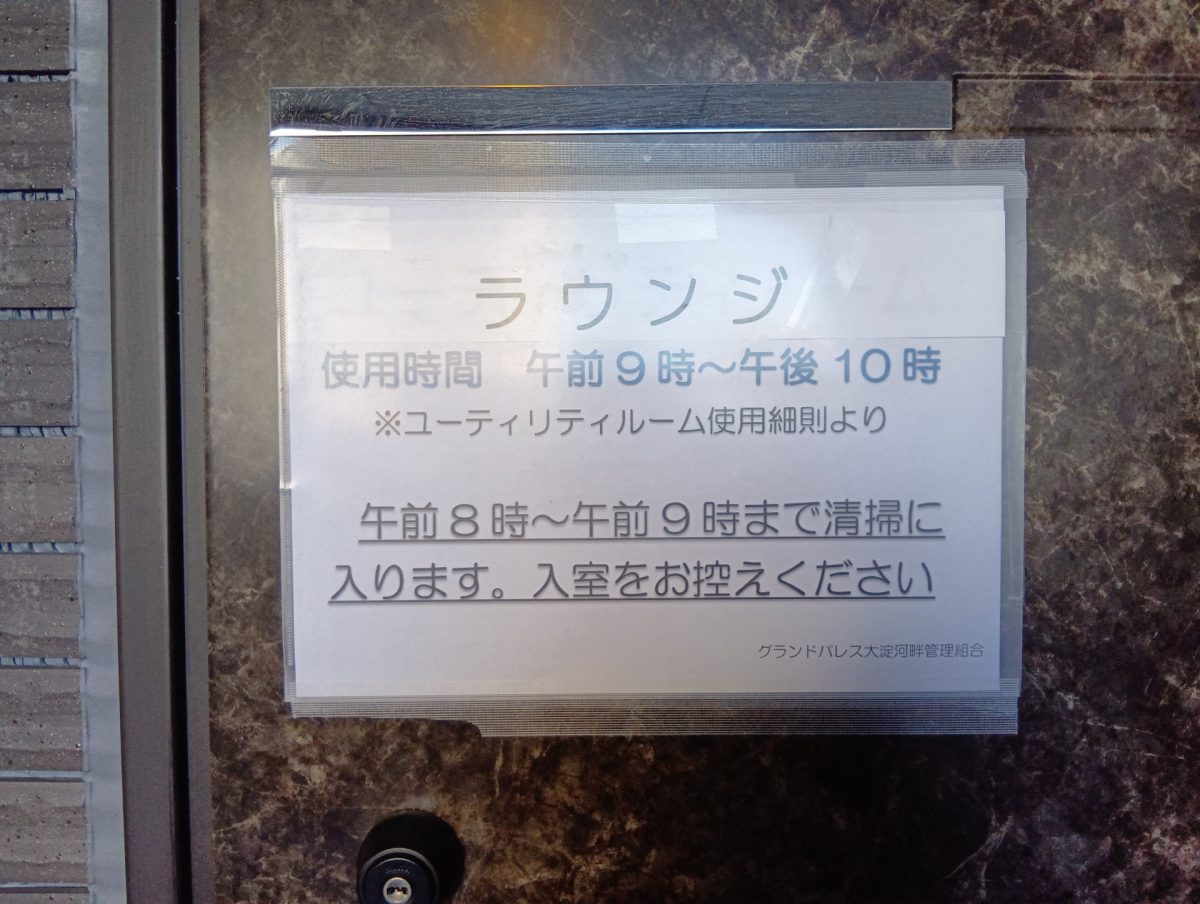 ラウンジ
使用時間　午前9時～午後10時
※ユーティリティルーム使用細則より
午前8時～午前9時まで清掃に
入ります。入室をお控えください
グランドパレス大淀河畔管理組合